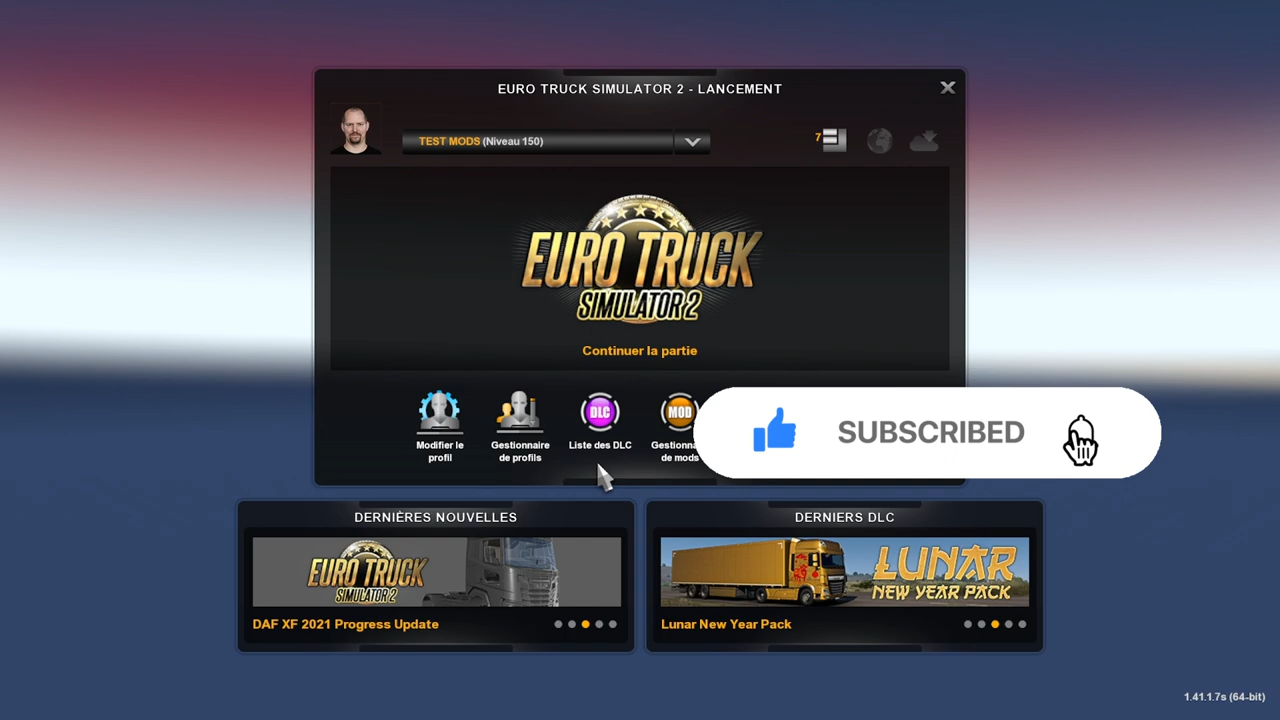 EURO TRUCK SIMULATOR 2 - LANCEMENT
TEST MODS (Niveau 150)
7
EURO TRUCK
SIMULATOR 2
Continuer la partie
DLC
MOD
Modifier le
profil
Gestionnaire
de profils
Liste des DLC
Gestionna
de mods
SUBSCRIBED
DERNIÈRES NOUVELLES
EURO TRUCK
SIMULATOR 2
DAF XF 2021 Progress Update
DERNIERS DLC
LUNAR
NEW YEAR PACK
Lunar New Year Pack
1.41.1.7s (64-bit)